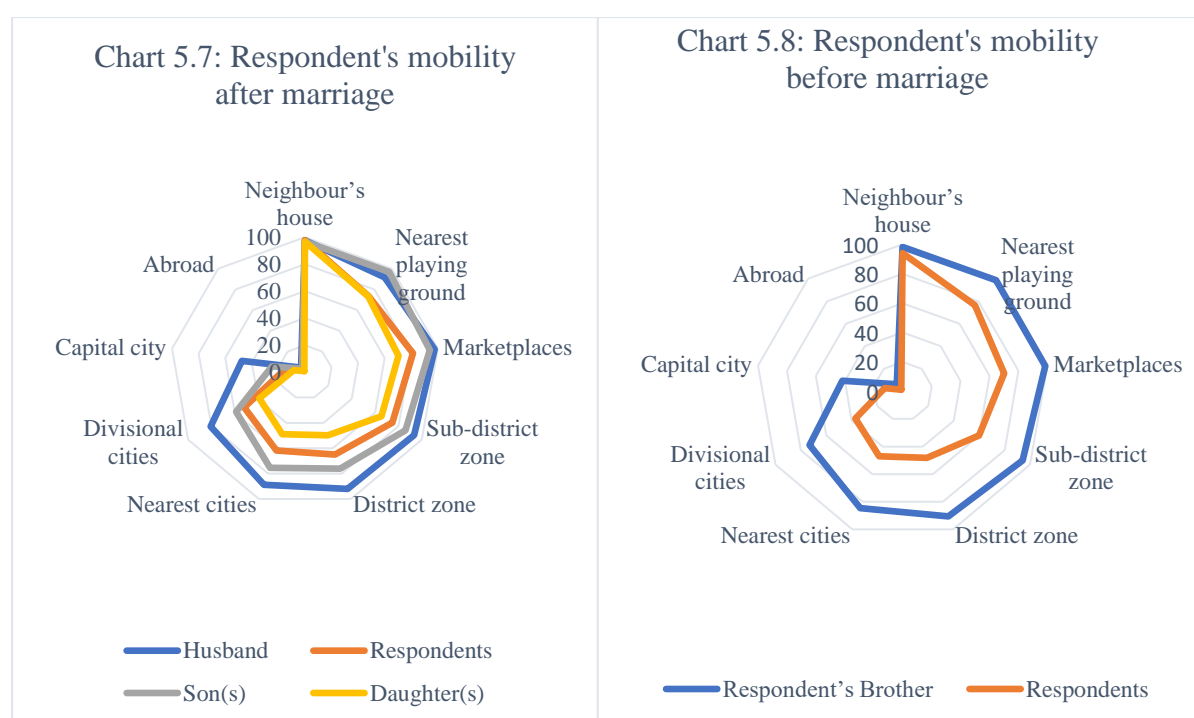 Chart 5.7: Respondent's mobility
after marriage
Neighbour’s
house
Nearest
playing
ground
Marketplaces
Sub-district
zone
District zone
Nearest cities
Divisional
cities
Capital city
Abroad
100
80
60
40
20
0
Husband
Respondents
Son(s)
Daughter(s)
Chart 5.8: Respondent's mobility
before marriage
Neighbour’s
house
Nearest
playing
ground
Marketplaces
Sub-district
zone
District zone
Nearest cities
Divisional
cities
Capital city
Abroad
100
80
60
40
20
0
Respondent’s Brother
Respondents